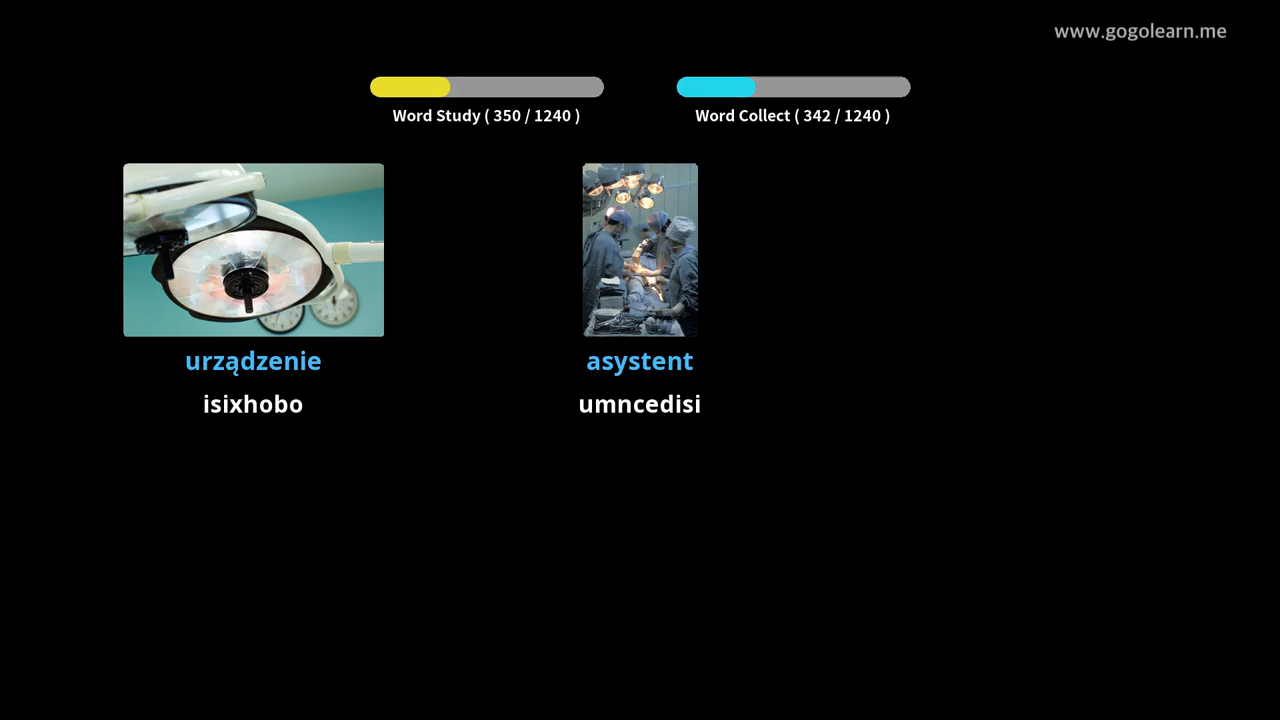 www.gogolearn.me
Word Study ( 350 / 1240 )
Word Collect ( 342 / 1240 )
urządzenie
isixhobo
asystent
umncedisi